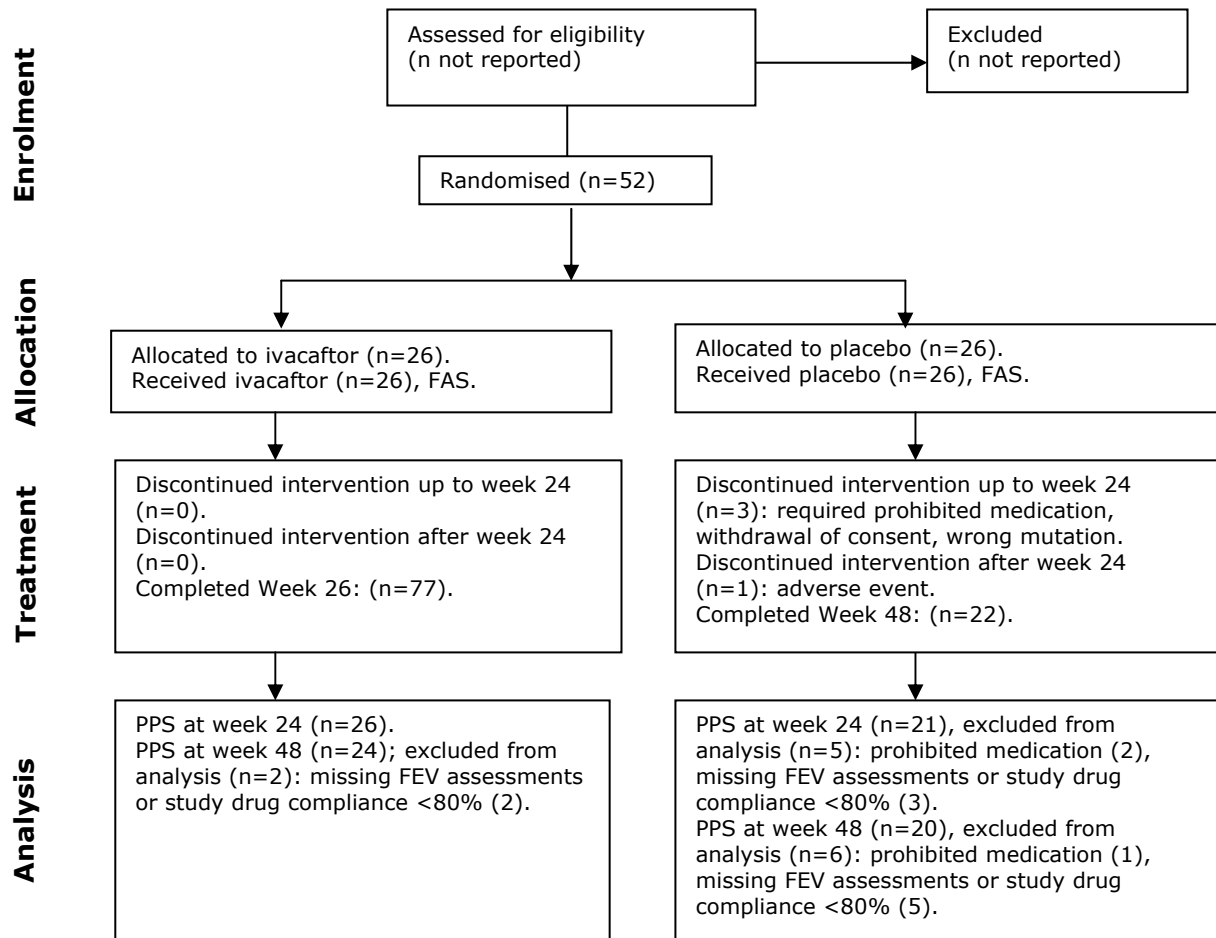 Enrolment
Assessed for eligibility
(n not reported)
Excluded
(n not reported)
Randomised (n=52)
Allocation
Allocated to ivacaftor (n=26).
Received ivacaftor (n=26), FAS.
Allocated to placebo (n=26).
Received placebo (n=26), FAS.
Treatment
Discontinued intervention up to week 24
(n=0).
Discontinued intervention after week 24
(n=0).
Completed Week 26: (n=77).
Discontinued intervention up to week 24
(n=3): required prohibited medication,
withdrawal of consent, wrong mutation.
Discontinued intervention after week 24
(n=1): adverse event.
Completed Week 48: (n=22).
Analysis
PPS at week 24 (n=26).
PPS at week 48 (n=24); excluded from
analysis (n=2): missing FEV assessments
or study drug compliance <80% (2).
PPS at week 24 (n=21), excluded from
analysis (n=5): prohibited medication (2),
missing FEV assessments or study drug
compliance <80% (3).
PPS at week 48 (n=20), excluded from
analysis (n=6): prohibited medication (1),
missing FEV assessments or study drug
compliance <80% (5).